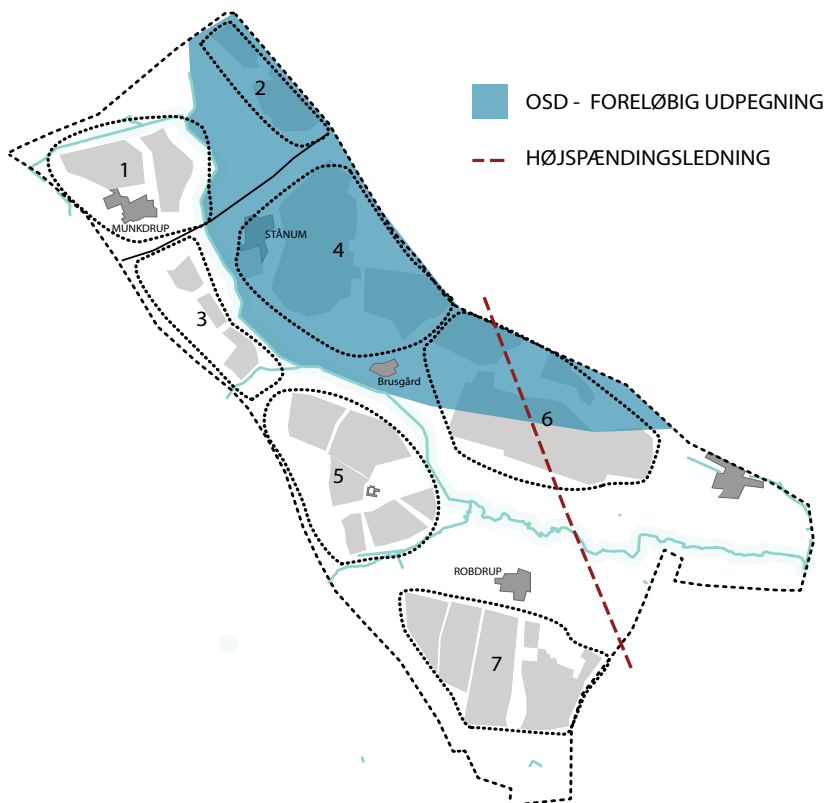 OSD - FORELØBIG UDPEGNING
HØJSPÆNDINGSLEDNING
2
1
MUNKDRUP
STÅNUM
4
3
Brusgård
6
5
ROBDRUP
7